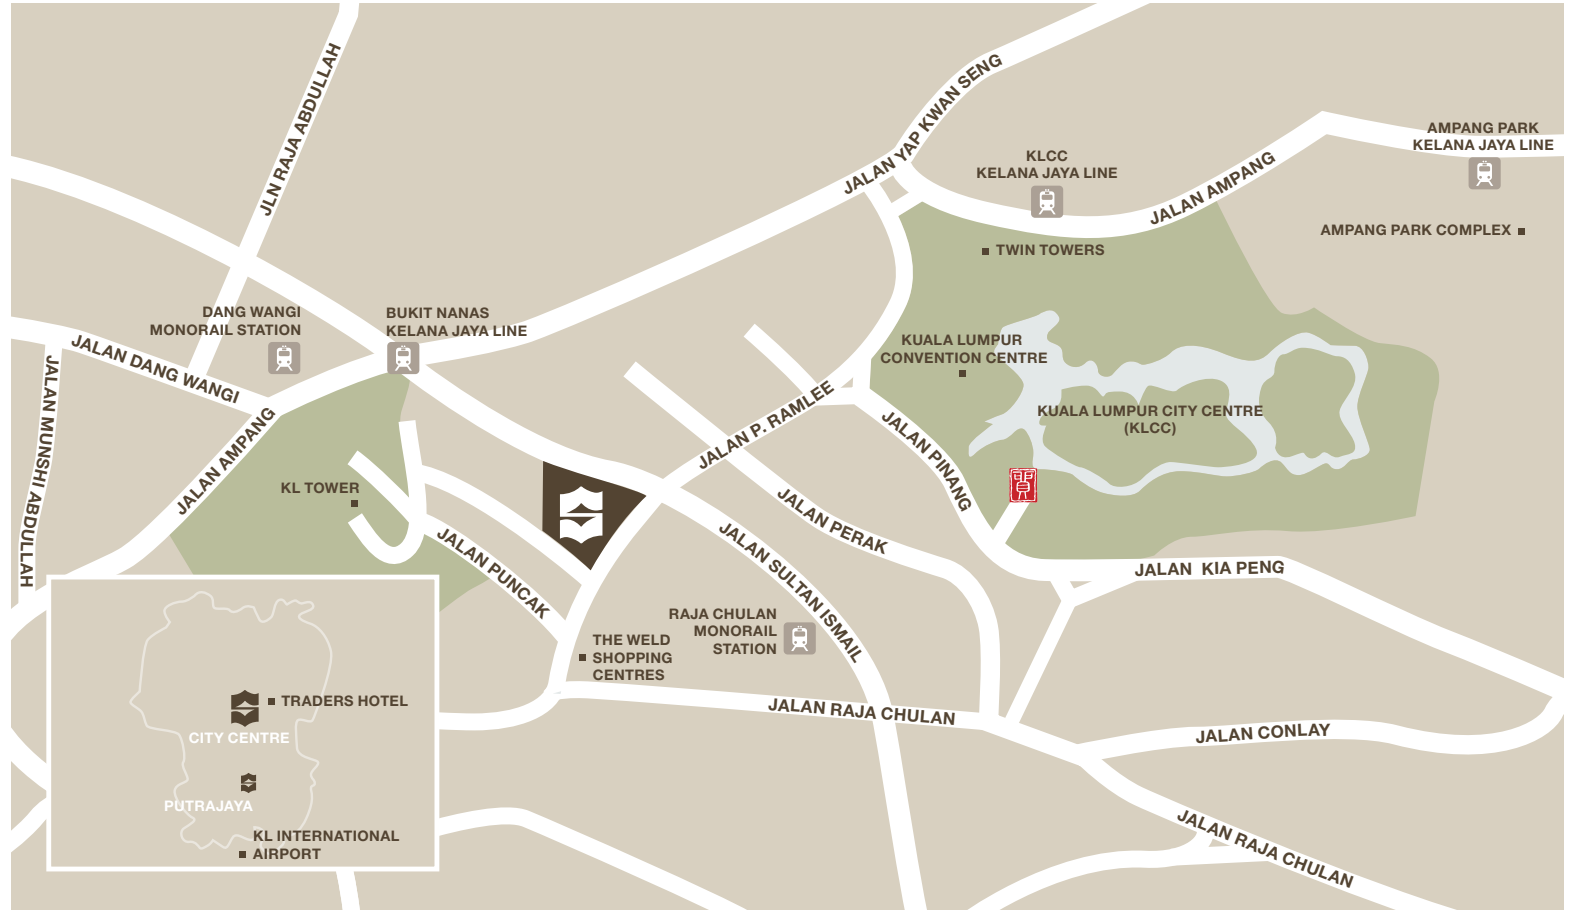 JLN RAJA ABDULLAH
JALAN YAP KWAN SENG
AMPANG PARK
KELANA JAYA LINE
KLCC
KELANA JAYA LINE
JALAN AMPANG
AMPANG PARK COMPLEX
TWIN TOWERS
DANG WANGI
MONORAIL STATION
BUKIT NANAS
KELANA JAYA LINE
JALAN DANG WANGI
JALAN MUNSHI ABDULLAH
KUALA LUMPUR
CONVENTION CENTRE
JALAN P. RAMLEE
KUALA LUMPUR CITY CENTRE
(KLCC)
JALAN AMPANG
JALAN PINANG
KL TOWER
JALAN PERAK
JALAN PUNCAK
JALAN SULTAN ISMAIL
JALAN  KIA PENG
RAJA CHULAN
MONORAIL
STATION
THE WELD
SHOPPING
CENTRES
JALAN RAJA CHULAN
JALAN CONLAY
TRADERS HOTEL
CITY CENTRE
PUTRAJAYA
KL INTERNATIONAL
AIRPORT
JALAN RAJA CHULAN